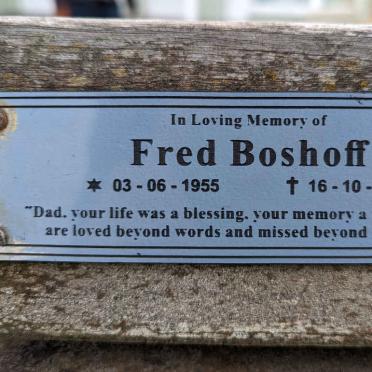 In Loving Memory of
Fred Boshoff
✶ 03 - 06 - 1955 ✝ 16 - 10 -
"Dad, your life was a blessing, your memory a
are loved beyond words and missed beyond